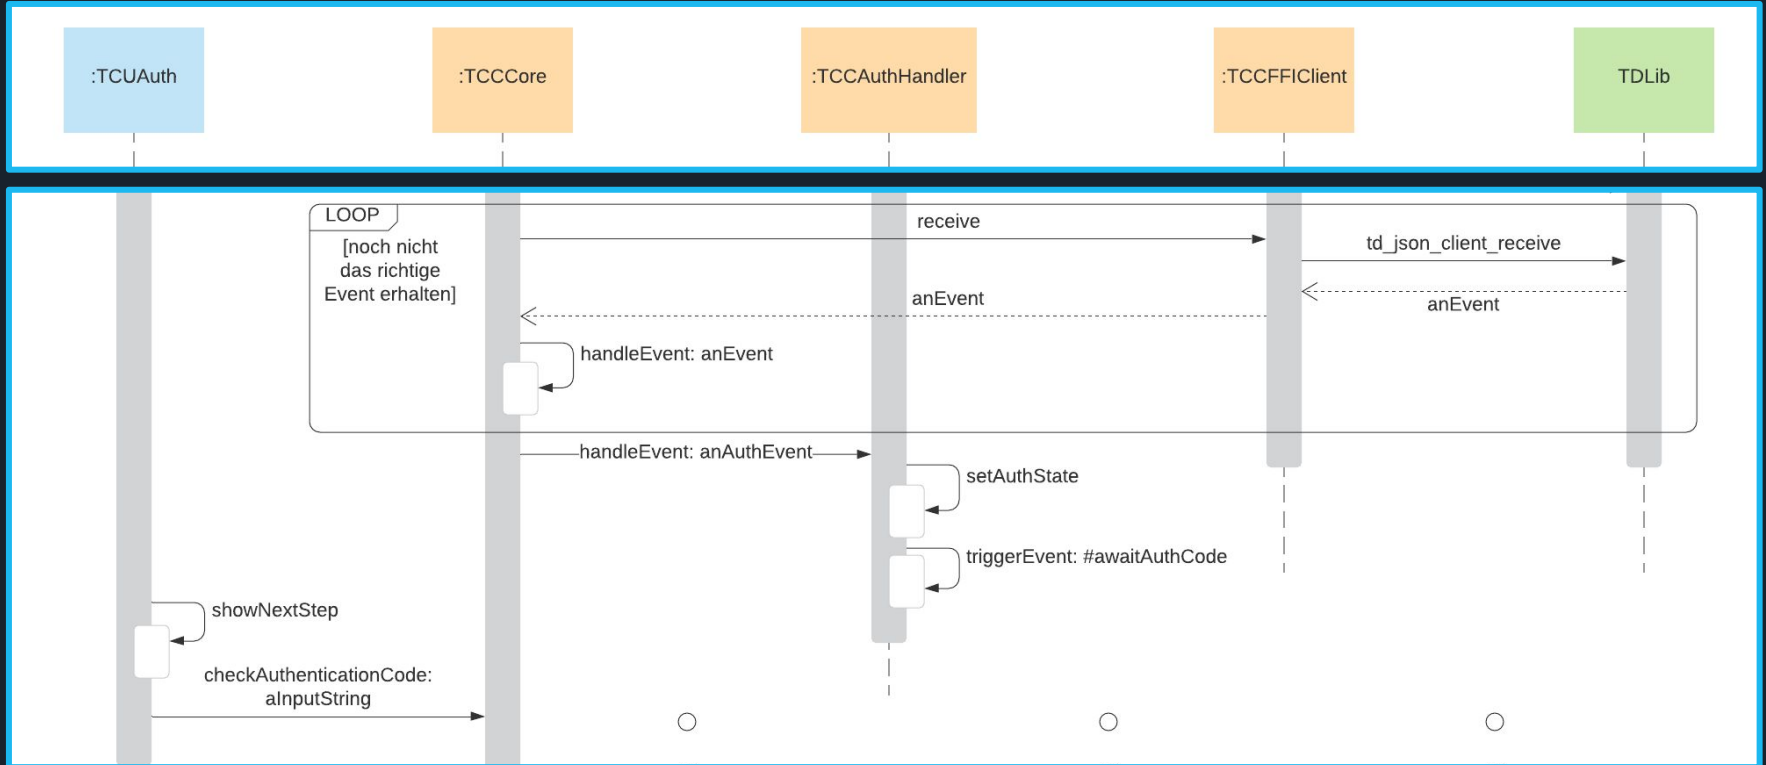 :TCUAuth
:TCCCore
:TCCAuthHandler
:TCCFFIClient
TDLib
LOOP
[noch nicht
das richtige
Event erhalten]
receive
td_json_client_receive
anEvent
anEvent
handleEvent: anEvent
handleEvent: anAuthEvent
setAuthState
triggerEvent: #awaitAuthCode
showNextStep
checkAuthenticationCode:
aInputString